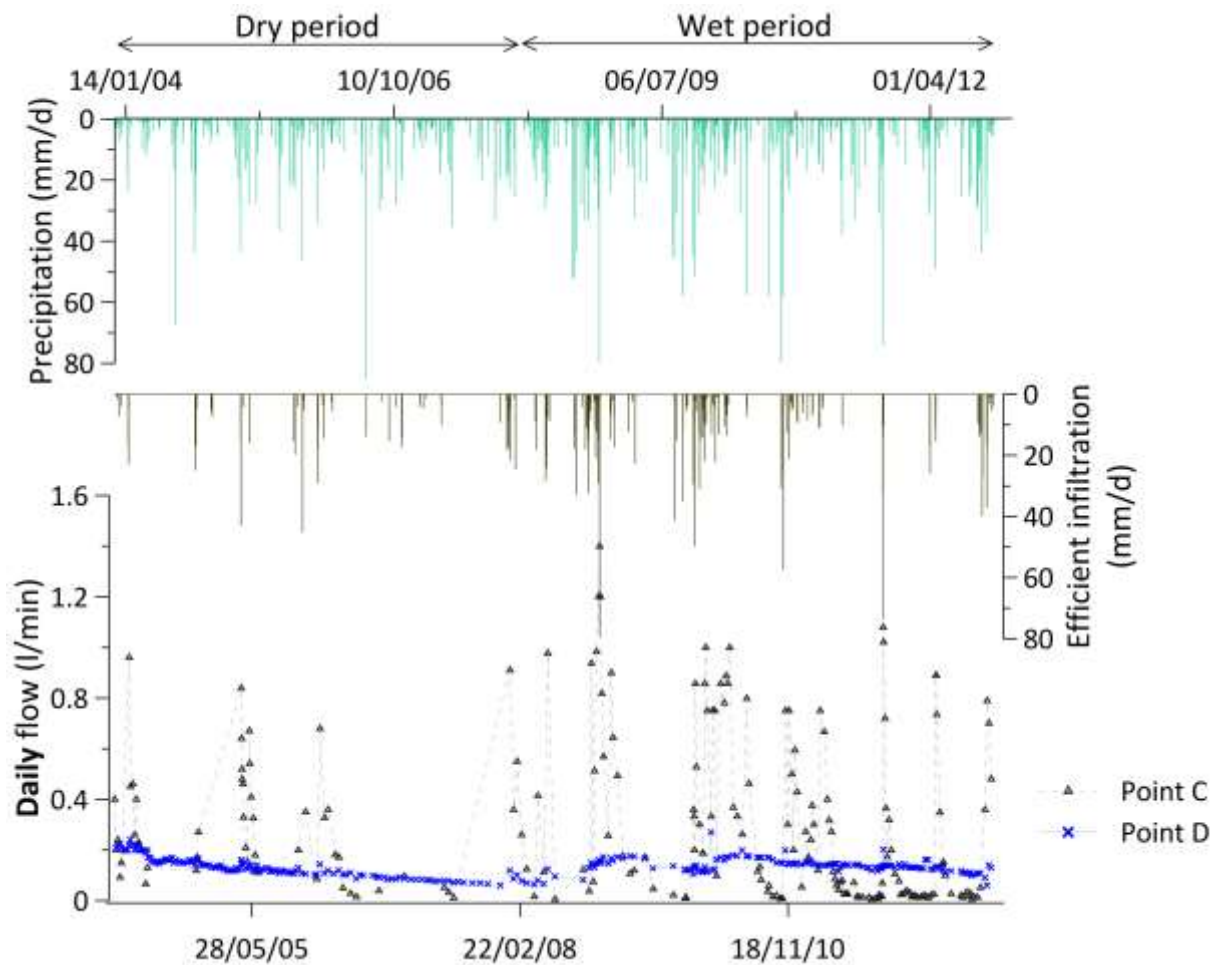 Dry period
Wet period
14/01/04
10/10/06
06/07/09
01/04/12
Precipitation (mm/d)
0
20
40
60
80
0
20
40
60
80
Efficient infiltration
(mm/d)
Daily flow (l/min)
1.6
1.2
0.8
0.4
0
28/05/05
22/02/08
18/11/10
Point C
Point D